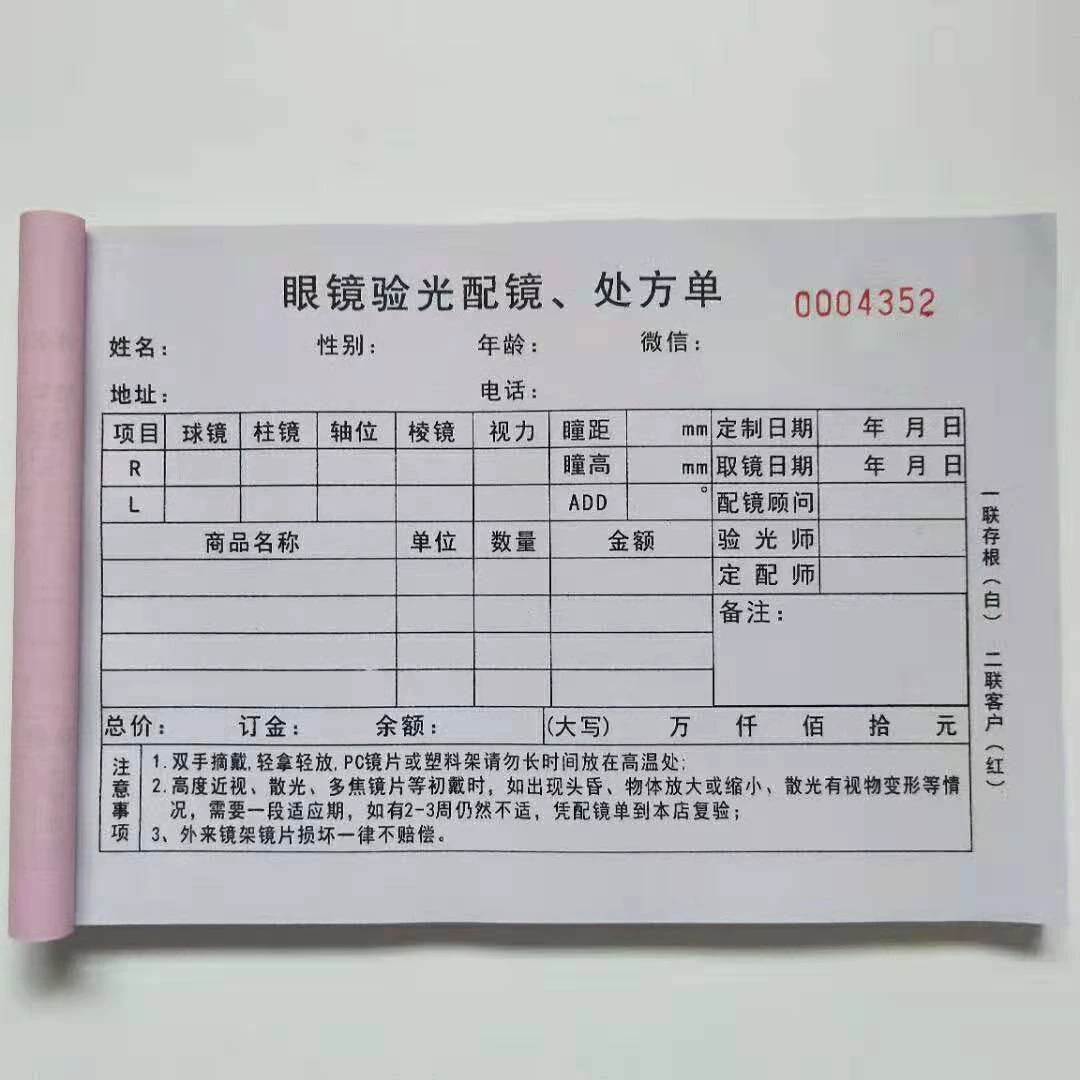 眼镜验光配镜、处方单 0004352
姓名： 性别： 年龄： 微信：
地址： 电话：
项目 球镜 柱镜 轴位 棱镜 视力 瞳距 mm 定制日期 年 月 日
R 瞳高 mm 取镜日期 年 月 日
L ADD ° 配镜顾问
商品名称 单位 数量 金额 验光师
定配师
备注：
总价： 订金： 余额： (大写) 万 仟 佰 拾 元
注意事项
1.双手摘戴,轻拿轻放,PC镜片或塑料架请勿长时间放在高温处;
2.高度近视、散光、多焦镜片等初戴时，如出现头昏、物体放大或缩小、散光有视物变形等情
况，需要一段适应期，如有2-3周仍然不适，凭配镜单到本店复验；
3、外来镜架镜片损坏一律不赔偿。
一联存根（白） 二联客户（红）